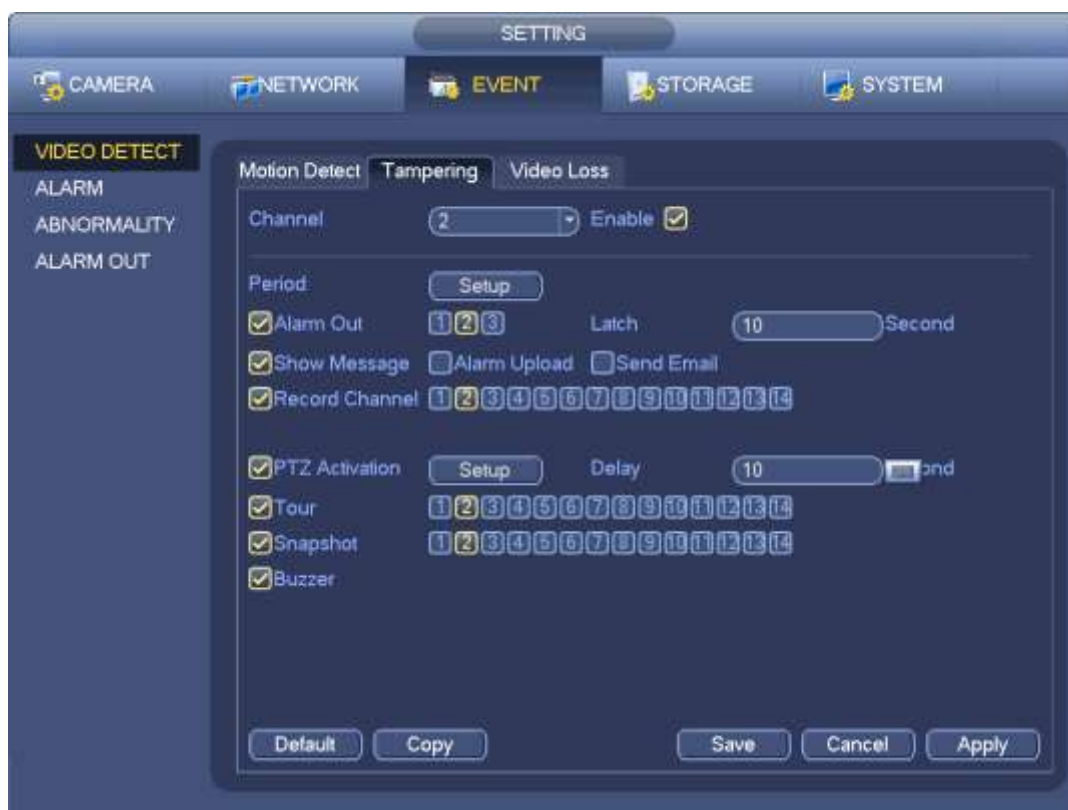 SETTING
CAMERA NETWORK EVENT STORAGE SYSTEM
VIDEO DETECT
ALARM
ABNORMALITY
ALARM OUT
Motion Detect Tampering Video Loss
Channel 2 Enable
Period Setup
Alarm Out 1 2 3 Latch 10 Second
Show Message Alarm Upload Send Email
Record Channel 1 2 3 4 5 6 7 8 9 10 11 12 13 14
PTZ Activation Setup Delay 10 ond
Tour 1 2 3 4 5 6 7 8 9 10 11 12 13 14
Snapshot 1 2 3 4 5 6 7 8 9 10 11 12 13 14
Buzzer
Default Copy Save Cancel Apply